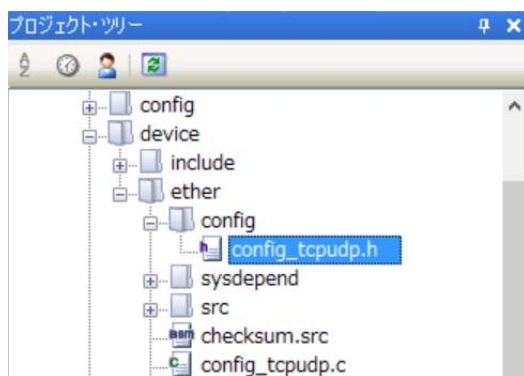 プロジェクト・ツリー
config
device
include
ether
config
config_tcpudp.h
sysdepend
src
checksum.src
config_tcpudp.c